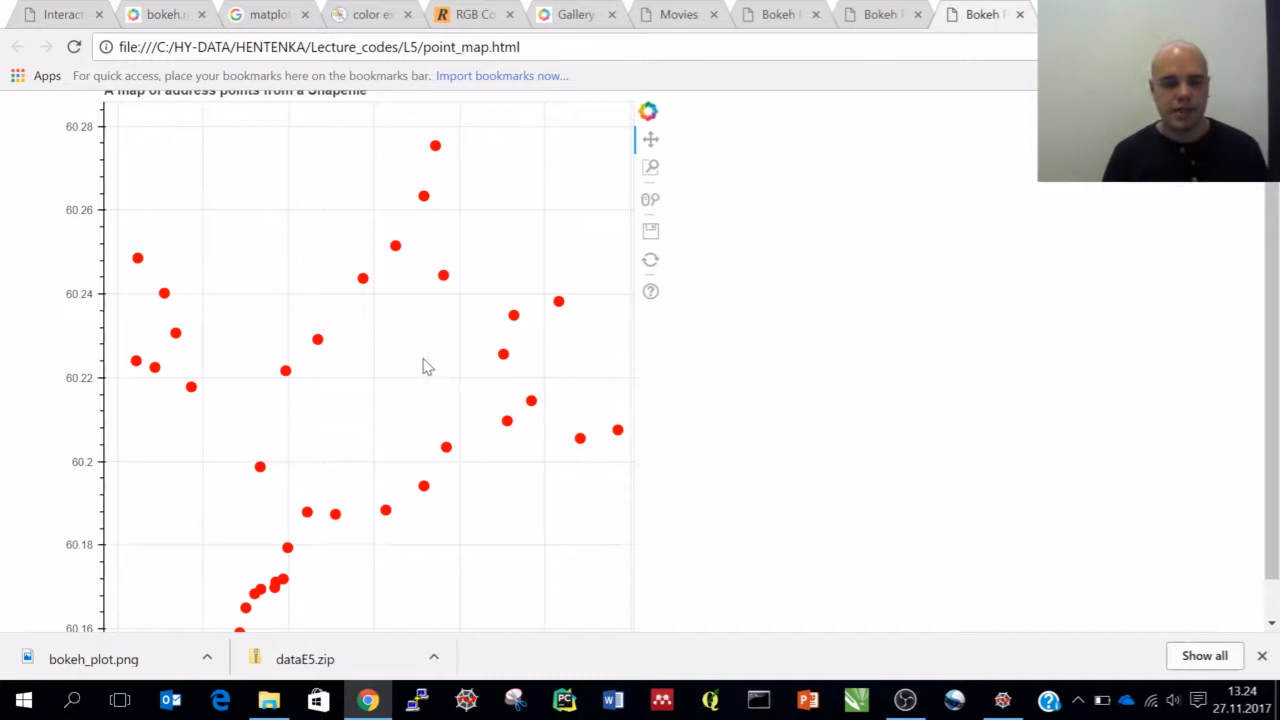 Interact
bokeh.r
matplot
color ex
RGB Co
Gallery
Movies
Bokeh P
Bokeh P
Bokeh P
file:///C:/HY-DATA/HENTENKA/Lecture_codes/L5/point_map.html
Apps
For quick access, place your bookmarks here on the bookmarks bar. Import bookmarks now...
A map of address points from a Shapefile
60.28
60.26
60.24
60.22
60.2
60.18
60.16
bokeh_plot.png
dataE5.zip
Show all
13.24
27.11.2017